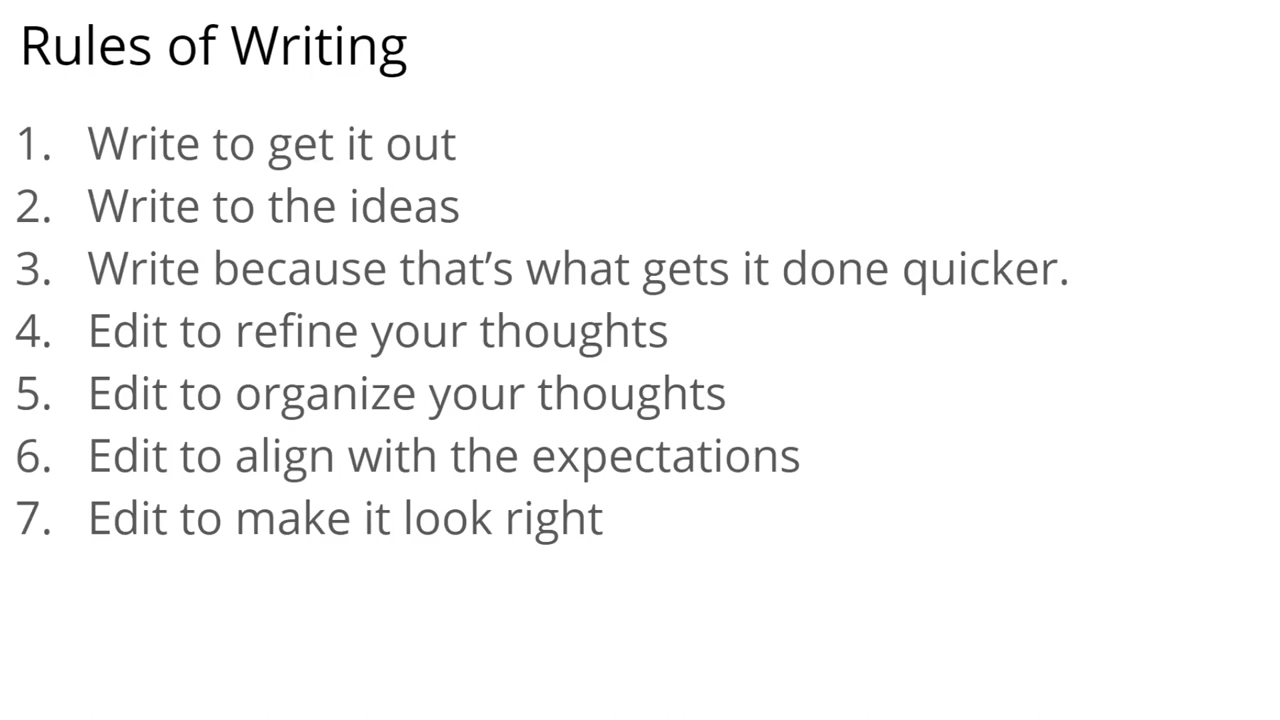 Rules of Writing
1. Write to get it out
2. Write to the ideas
3. Write because that’s what gets it done quicker.
4. Edit to refine your thoughts
5. Edit to organize your thoughts
6. Edit to align with the expectations
7. Edit to make it look right